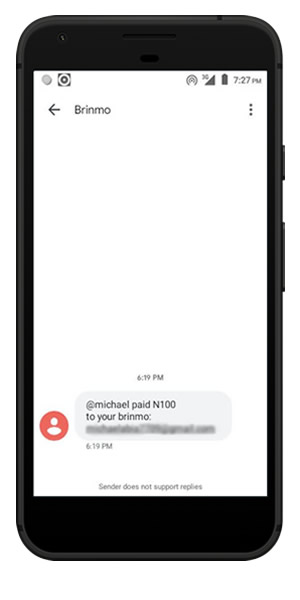 3G 7:27 PM
Brinmo
6:19 PM
@michael paid N100
to your brinmo:
6:19 PM
Sender does not support replies